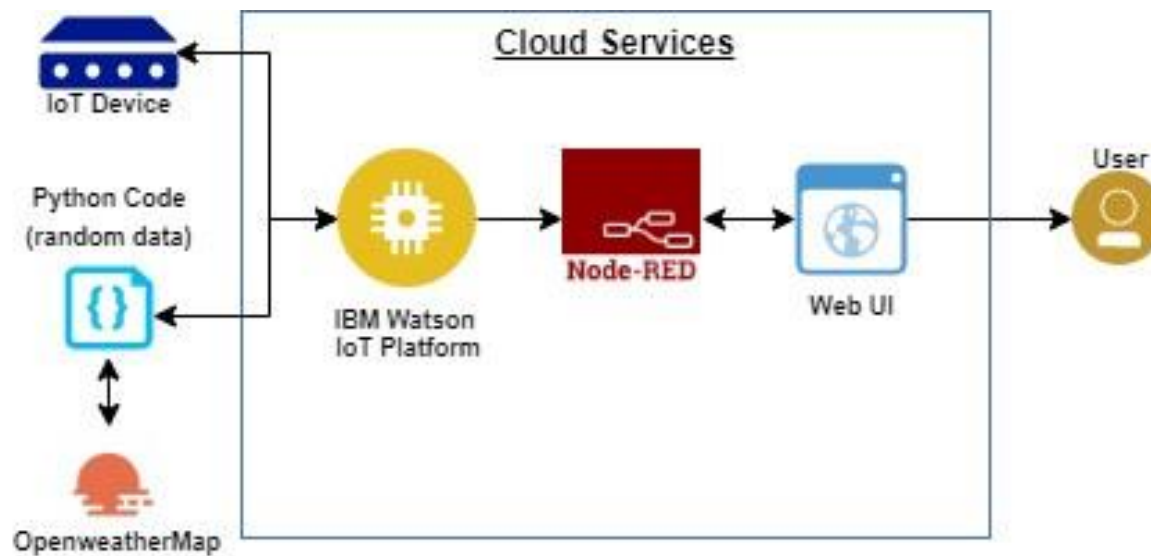 Cloud Services
IoT Device
Python Code
(random data)
User
Node-RED
Web UI
IBM Watson
IoT Platform
{}
OpenweatherMap